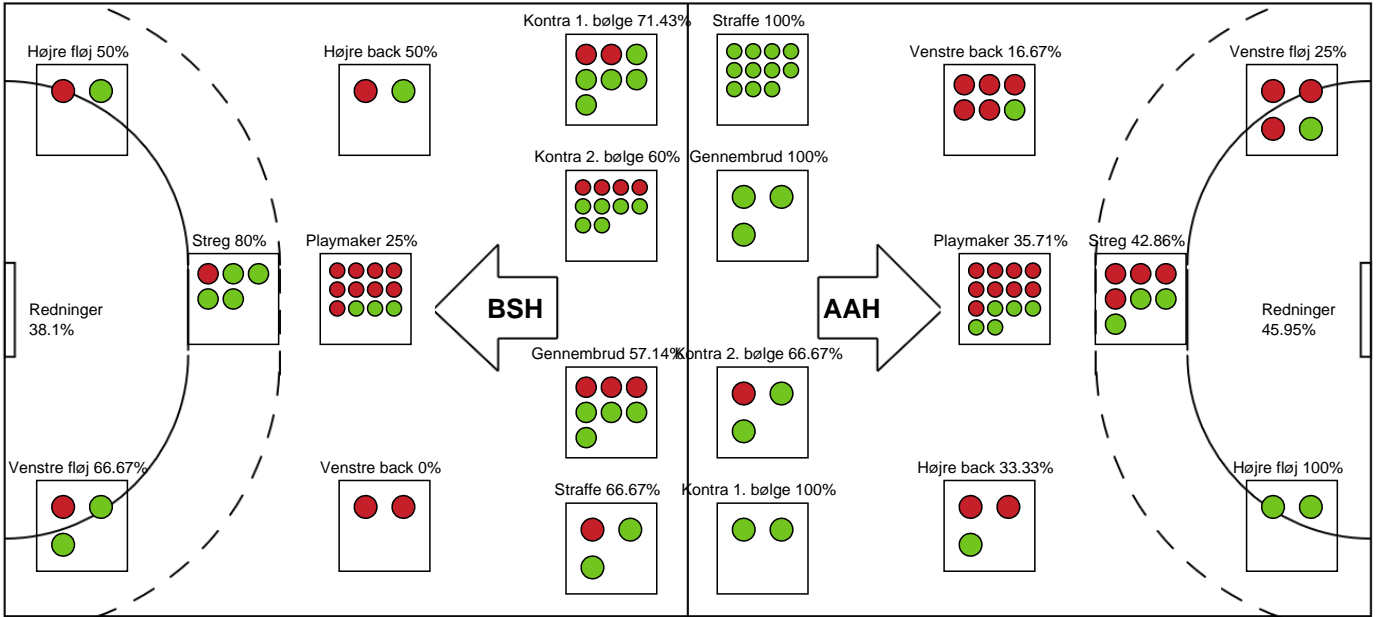 Kontra 1. bølge 71.43%
Straffe 100%
Højre fløj 50%
Højre back 50%
Venstre back 16.67%
Venstre fløj 25%
Kontra 2. bølge 60%
Gennembrud 100%
Streg 80%
Playmaker 25%
Playmaker 35.71%
Streg 42.86%
Redninger
38.1%
BSH
AAH
Redninger
45.95%
Gennembrud 57.14%
Kontra 2. bølge 66.67%
Venstre fløj 66.67%
Venstre back 0%
Straffe 66.67%
Kontra 1. bølge 100%
Højre back 33.33%
Højre fløj 100%